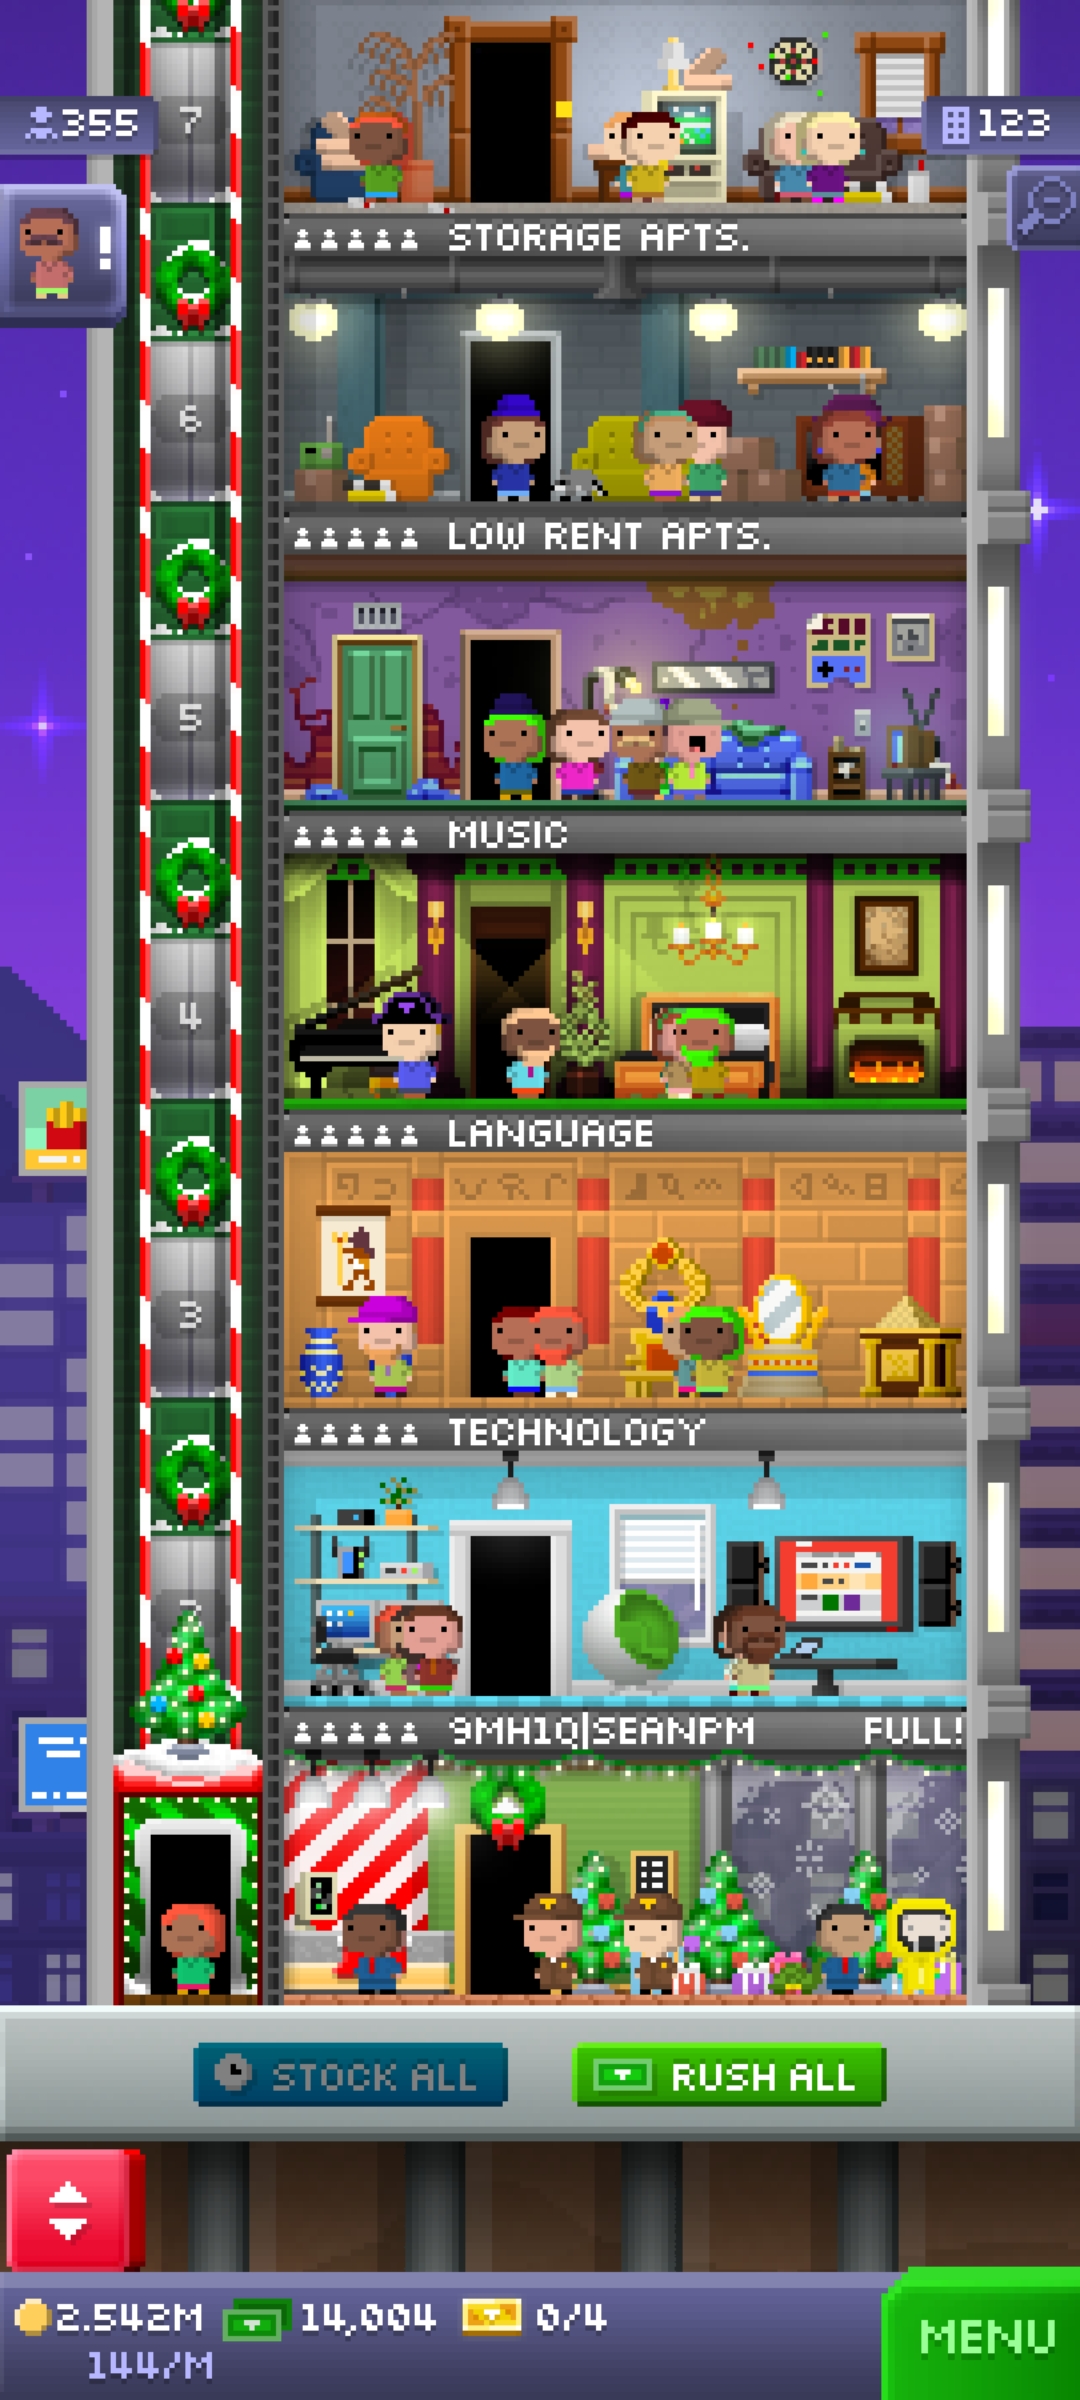 7
355
123
!
STORAGE APTS.
6
LOW RENT APTS.
5
MUSIC
4
LANGUAGE
3
TECHNOLOGY
9MH1Q|SEANPM FULL!
STOCK ALL
RUSH ALL
2.542M 14,004 0/4
144/M
MENU